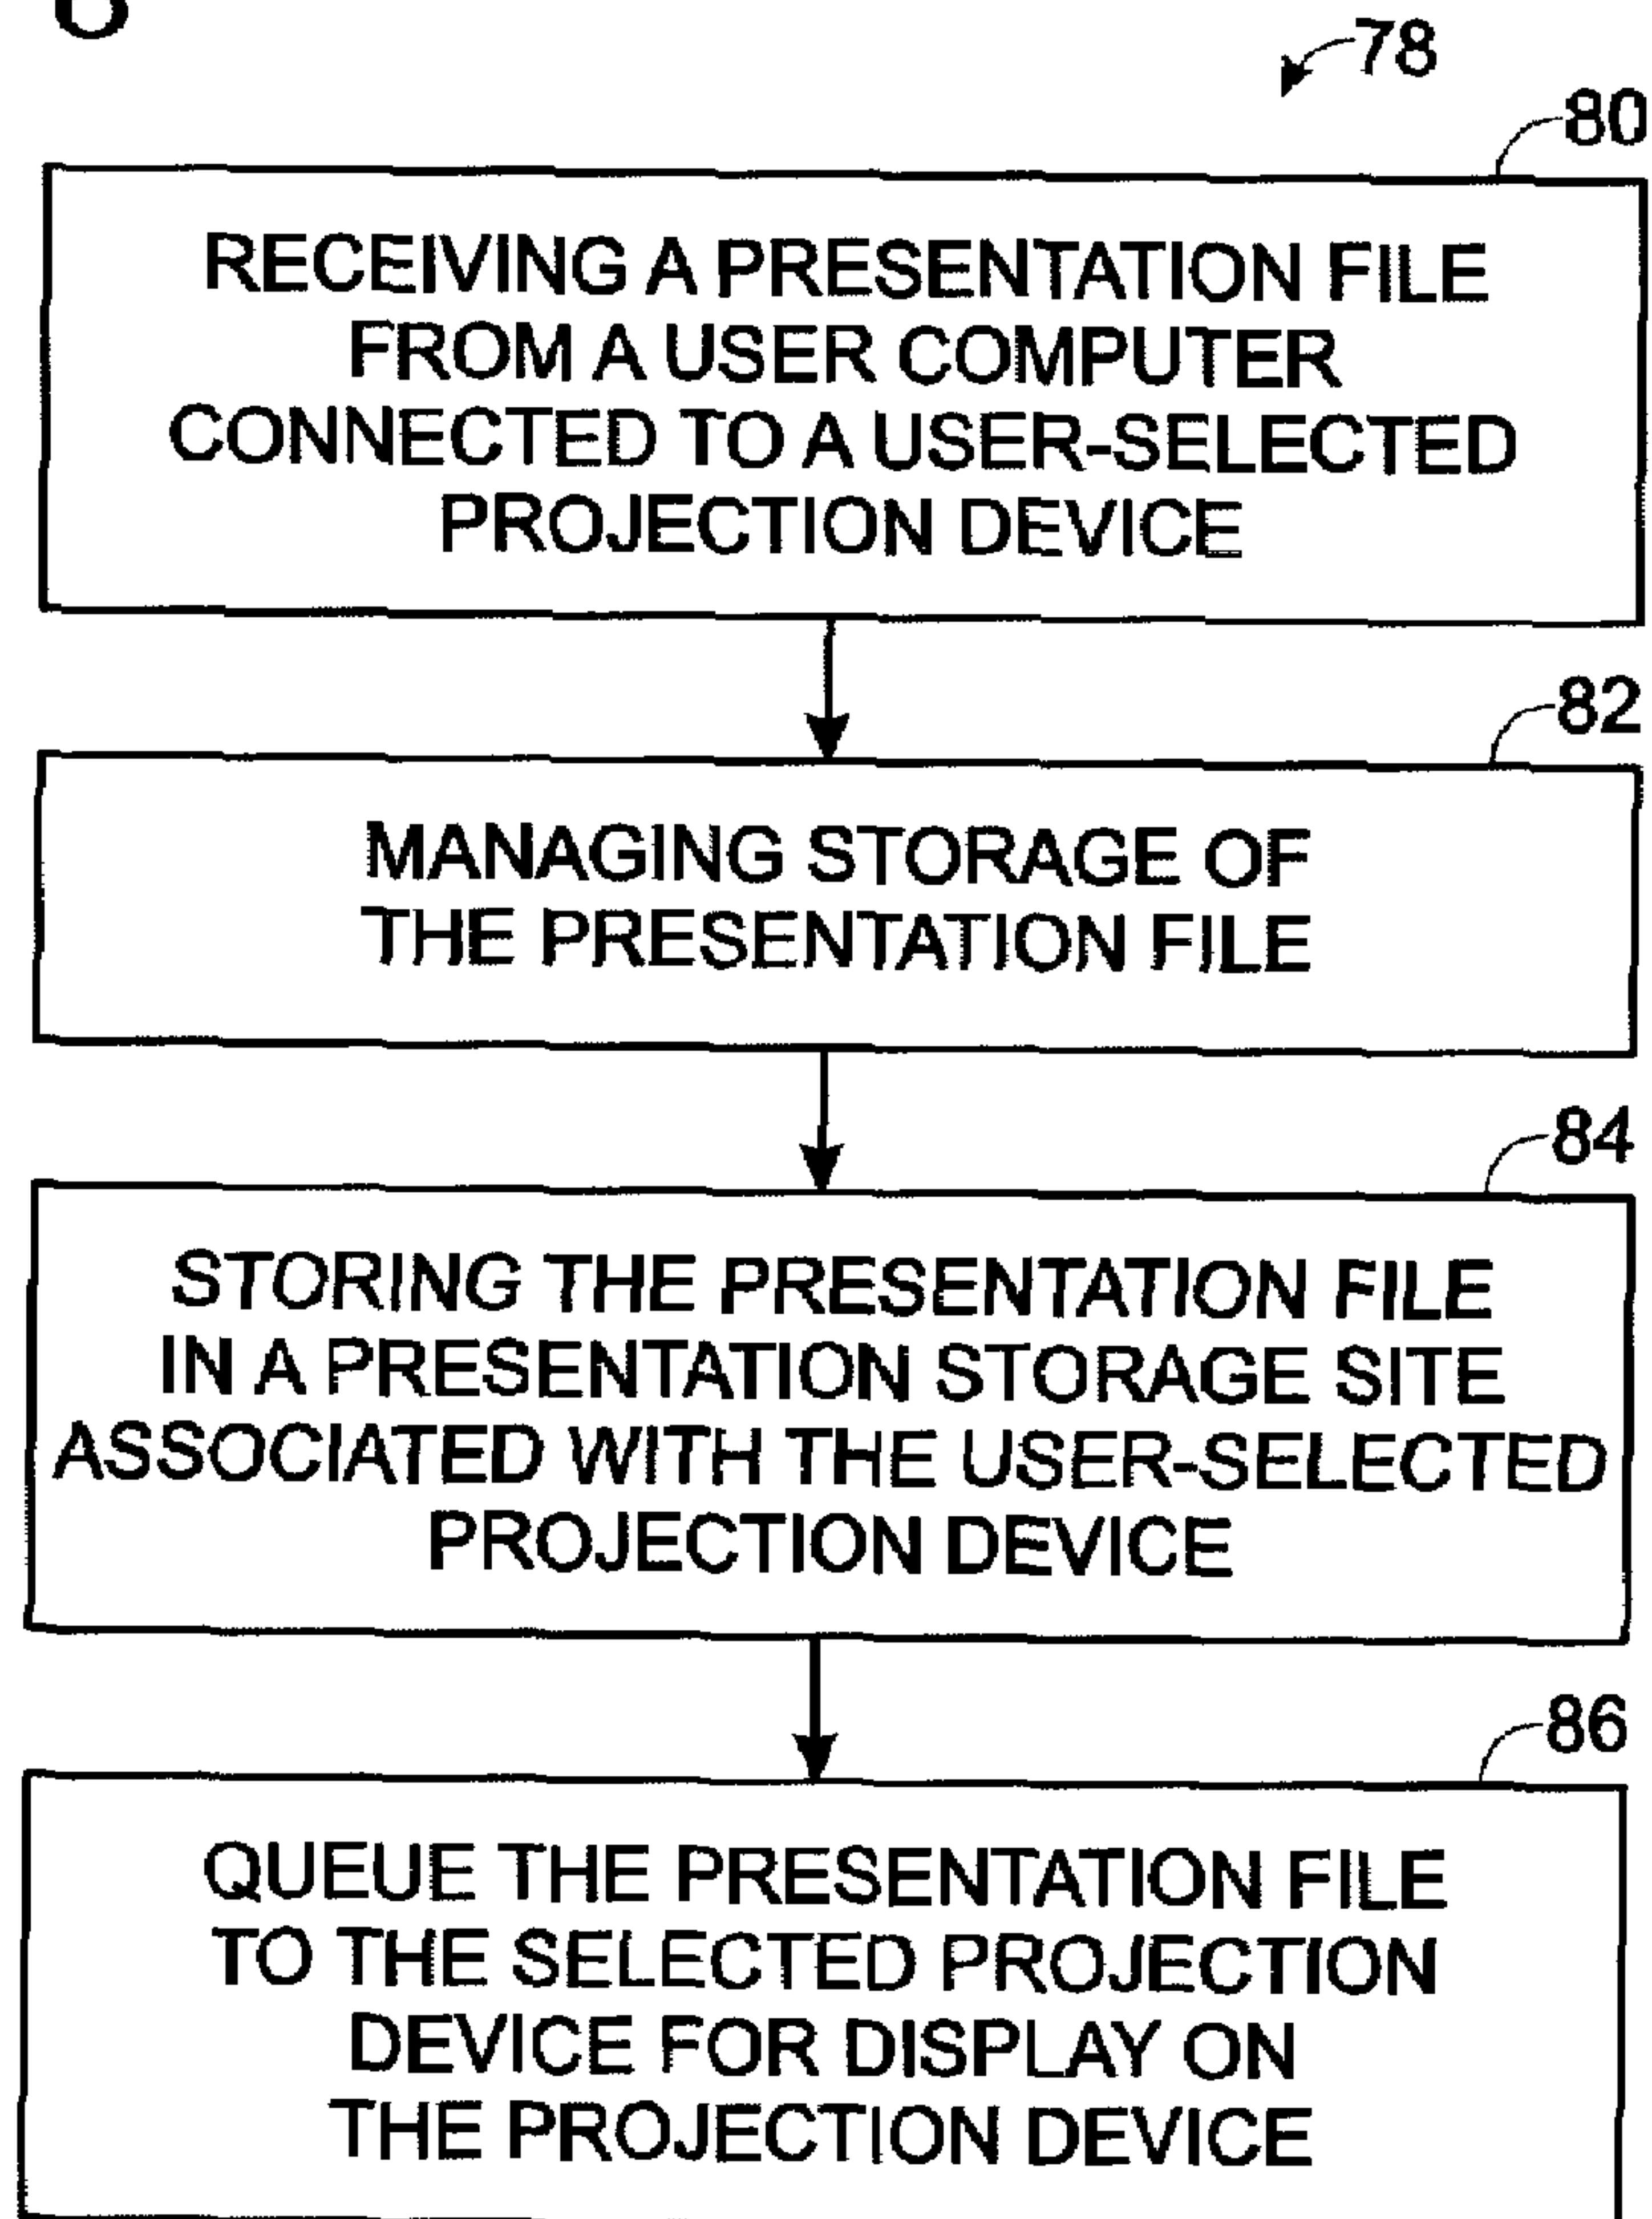 78
80
RECEIVING A PRESENTATION FILE
FROM A USER COMPUTER
CONNECTED TO A USER-SELECTED
PROJECTION DEVICE
82
MANAGING STORAGE OF
THE PRESENTATION FILE
84
STORING THE PRESENTATION FILE
IN A PRESENTATION STORAGE SITE
ASSOCIATED WITH THE USER-SELECTED
PROJECTION DEVICE
86
QUEUE THE PRESENTATION FILE
TO THE SELECTED PROJECTION
DEVICE FOR DISPLAY ON
THE PROJECTION DEVICE